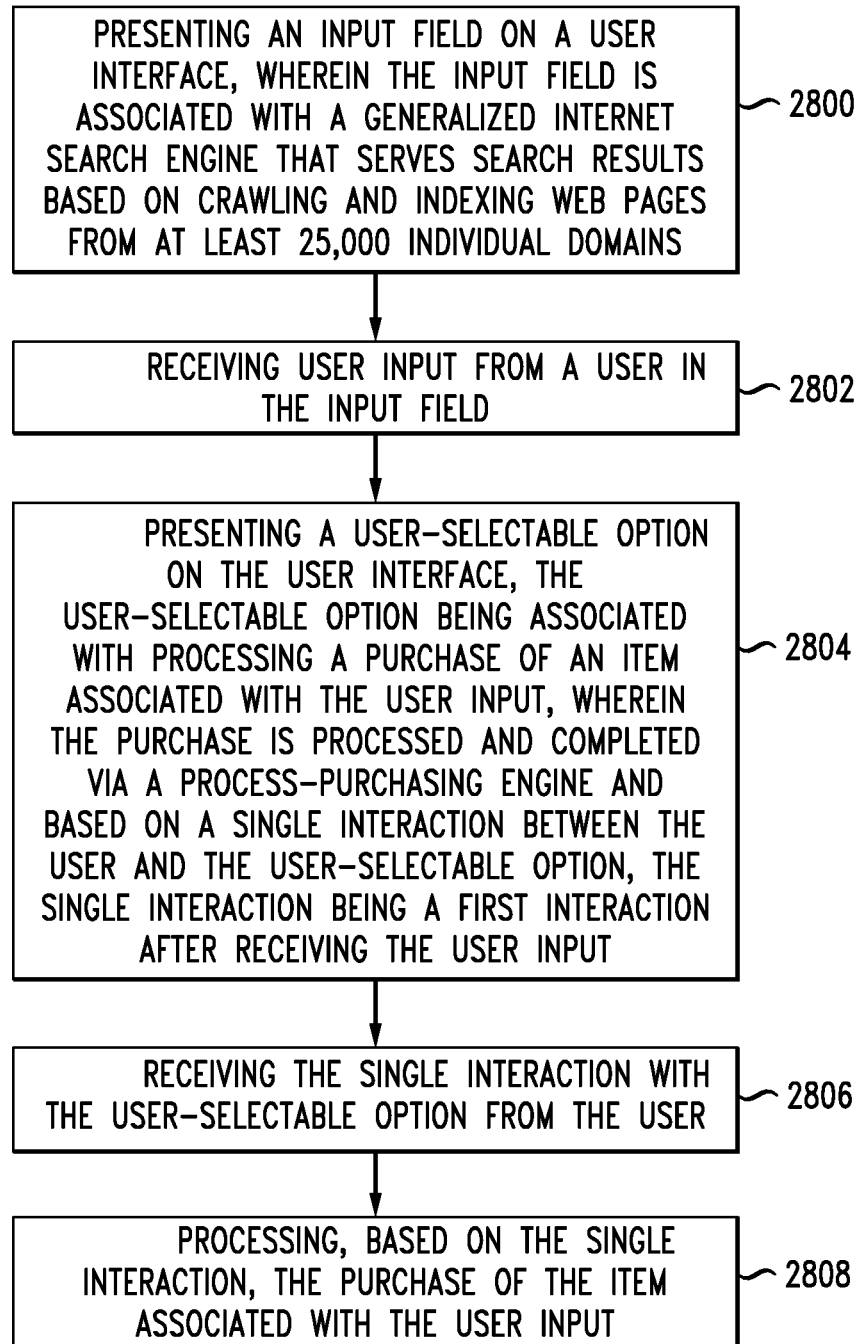 PRESENTING AN INPUT FIELD ON A USER
INTERFACE, WHEREIN THE INPUT FIELD IS
ASSOCIATED WITH A GENERALIZED INTERNET
SEARCH ENGINE THAT SERVES SEARCH RESULTS
BASED ON CRAWLING AND INDEXING WEB PAGES
FROM AT LEAST 25,000 INDIVIDUAL DOMAINS
2800
RECEIVING USER INPUT FROM A USER IN
THE INPUT FIELD
2802
PRESENTING A USER-SELECTABLE OPTION
ON THE USER INTERFACE, THE
USER-SELECTABLE OPTION BEING ASSOCIATED
WITH PROCESSING A PURCHASE OF AN ITEM
ASSOCIATED WITH THE USER INPUT, WHEREIN
THE PURCHASE IS PROCESSED AND COMPLETED
VIA A PROCESS-PURCHASING ENGINE AND
BASED ON A SINGLE INTERACTION BETWEEN THE
USER AND THE USER-SELECTABLE OPTION, THE
SINGLE INTERACTION BEING A FIRST INTERACTION
AFTER RECEIVING THE USER INPUT
2804
RECEIVING THE SINGLE INTERACTION WITH
THE USER-SELECTABLE OPTION FROM THE USER
2806
PROCESSING, BASED ON THE SINGLE
INTERACTION, THE PURCHASE OF THE ITEM
ASSOCIATED WITH THE USER INPUT
2808